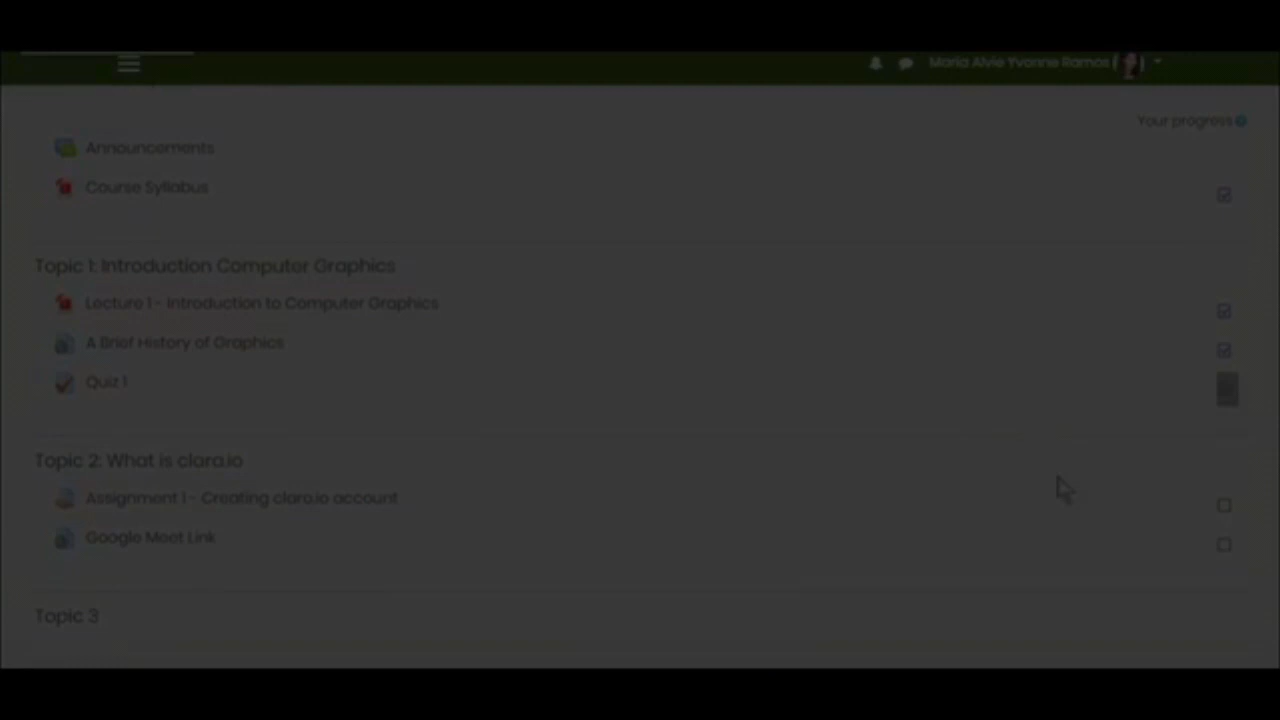 Maria Alvie Yvonne Ramos
Your progress
Announcements
Course Syllabus
Topic 1: Introduction Computer Graphics
Lecture 1 - Introduction to Computer Graphics
A Brief History of Graphics
Quiz 1
Topic 2: What is clara.io
Assignment 1 - Creating clara.io account
Google Meet Link
Topic 3